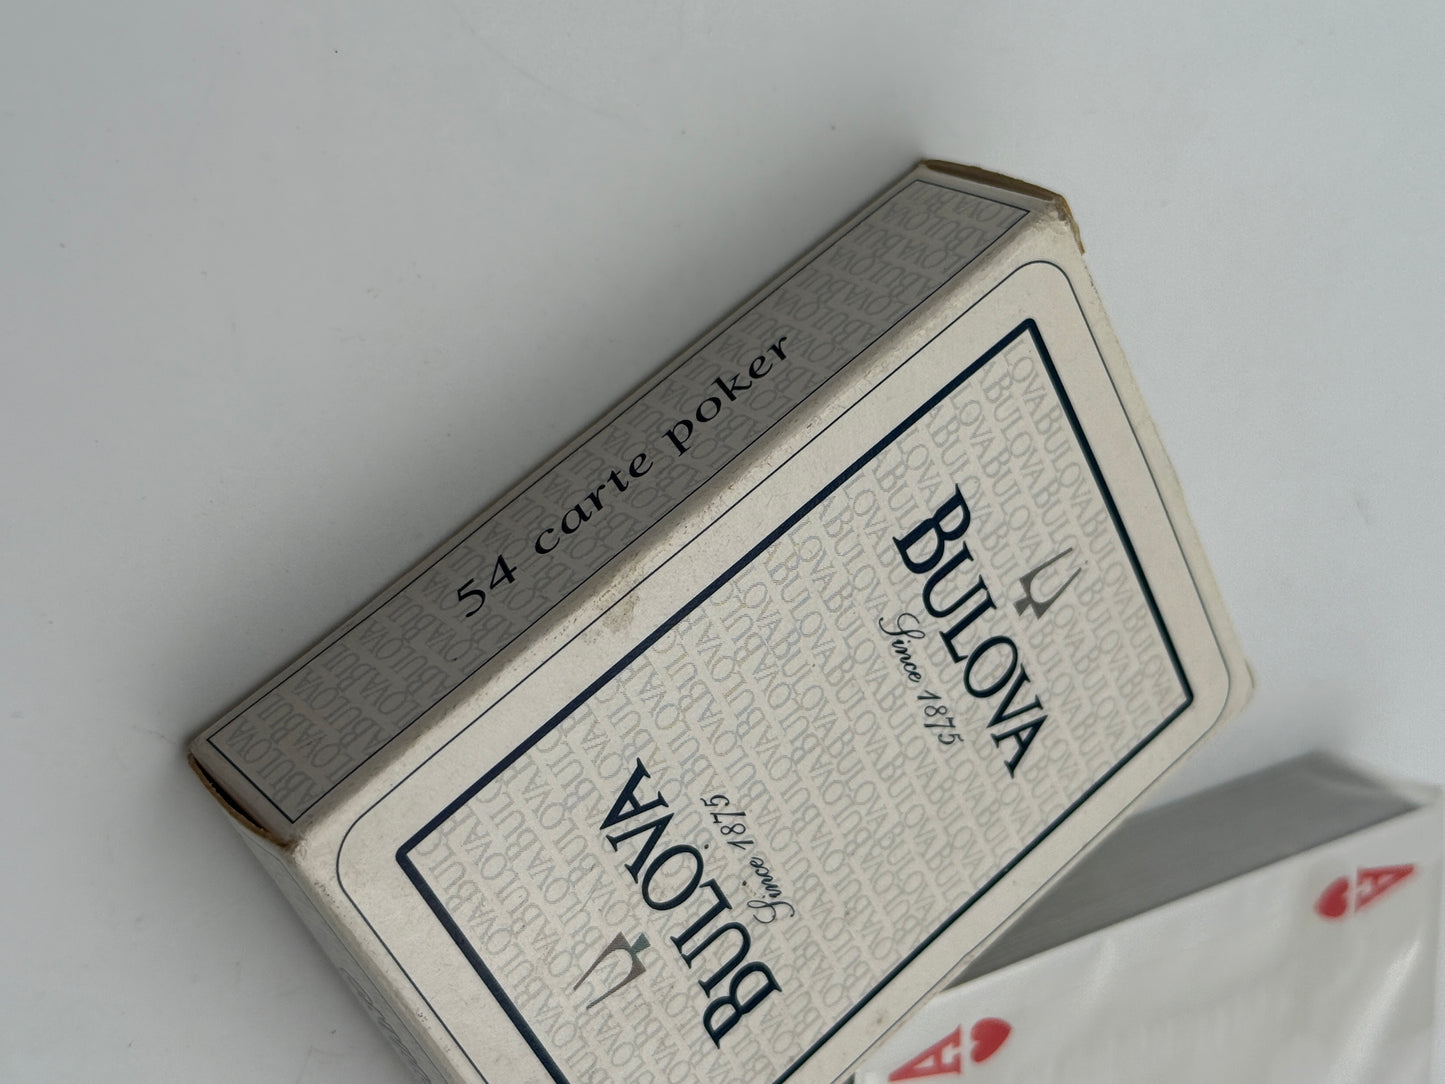 54 carte poker
BULOVA
Since 1875
BULOVA
Since 1875
A
A